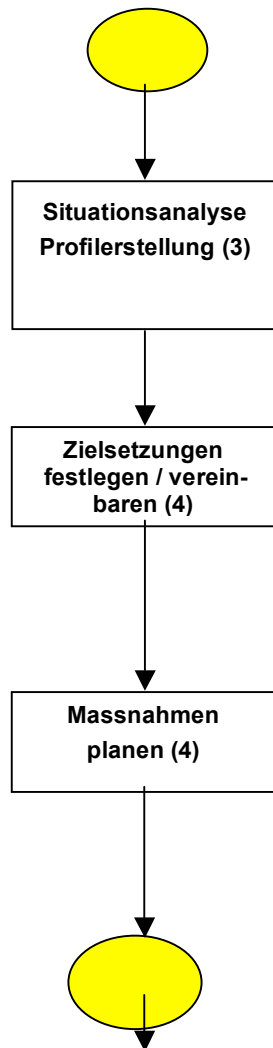 Situationsanalyse
Profilerstellung (3)
Zielsetzungen
festlegen / verein-
baren (4)
Massnahmen
planen (4)